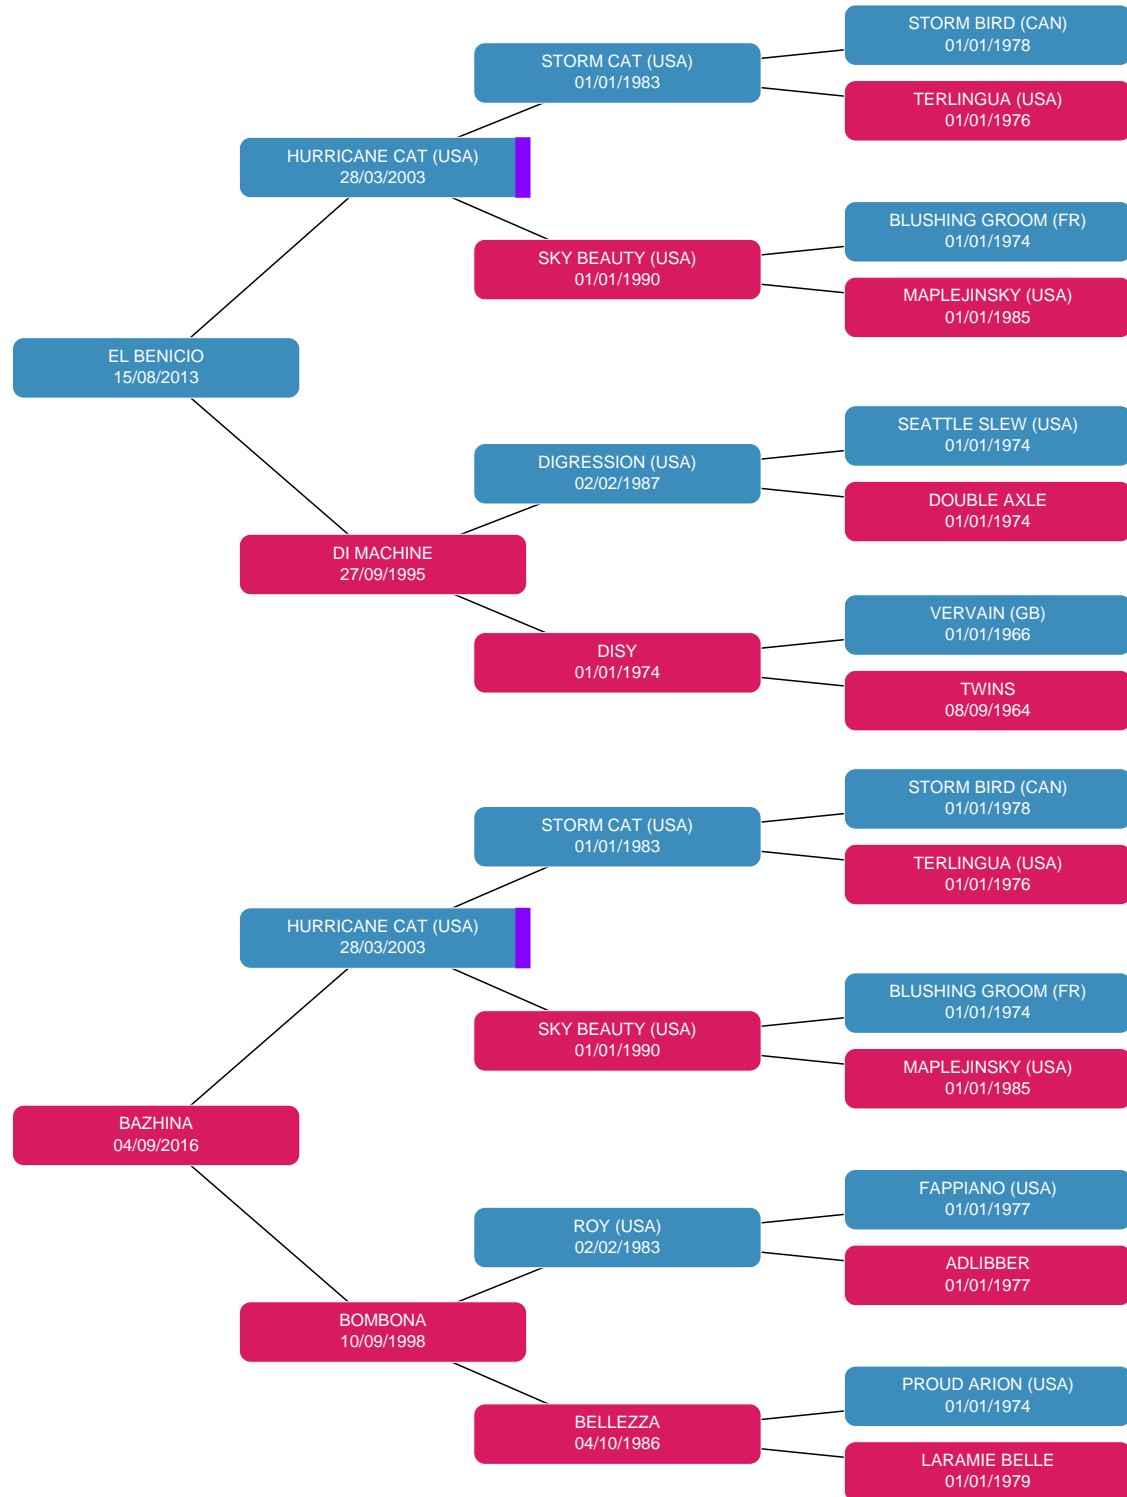 STORM BIRD (CAN)
01/01/1978
STORM CAT (USA)
01/01/1983
TERLINGUA (USA)
01/01/1976
HURRICANE CAT (USA)
28/03/2003
BLUSHING GROOM (FR)
01/01/1974
SKY BEAUTY (USA)
01/01/1990
MAPLEJINSKY (USA)
01/01/1985
EL BENICIO
15/08/2013
SEATTLE SLEW (USA)
01/01/1974
DIGRESSION (USA)
02/02/1987
DOUBLE AXLE
01/01/1974
DI MACHINE
27/09/1995
VERVAIN (GB)
01/01/1966
DISY
01/01/1974
TWINS
08/09/1964
STORM BIRD (CAN)
01/01/1978
STORM CAT (USA)
01/01/1983
TERLINGUA (USA)
01/01/1976
HURRICANE CAT (USA)
28/03/2003
BLUSHING GROOM (FR)
01/01/1974
SKY BEAUTY (USA)
01/01/1990
MAPLEJINSKY (USA)
01/01/1985
BAZHINA
04/09/2016
FAPPIANO (USA)
01/01/1977
ROY (USA)
02/02/1983
ADLIBBER
01/01/1977
BOMBONA
10/09/1998
PROUD ARION (USA)
01/01/1974
BELLEZZA
04/10/1986
LARAMIE BELLE
01/01/1979